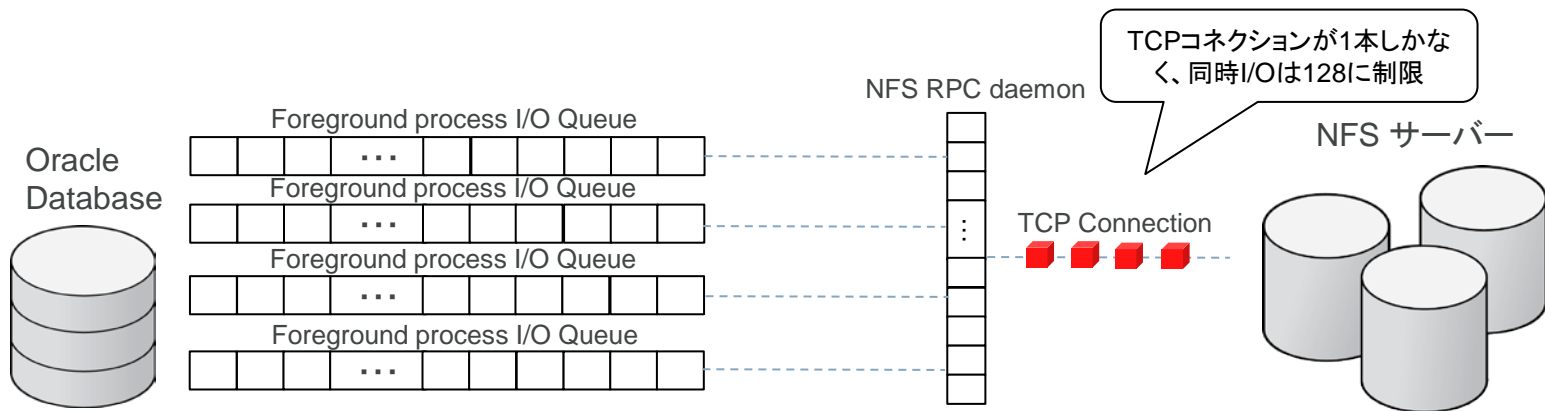 TCPコネクションが1本しかな
く、同時I/Oは128に制限
NFS RPC daemon
Foreground process I/O Queue
NFS サーバー
Oracle
Database
...
Foreground process I/O Queue
...
TCP Connection
⋮
Foreground process I/O Queue
...
Foreground process I/O Queue
...